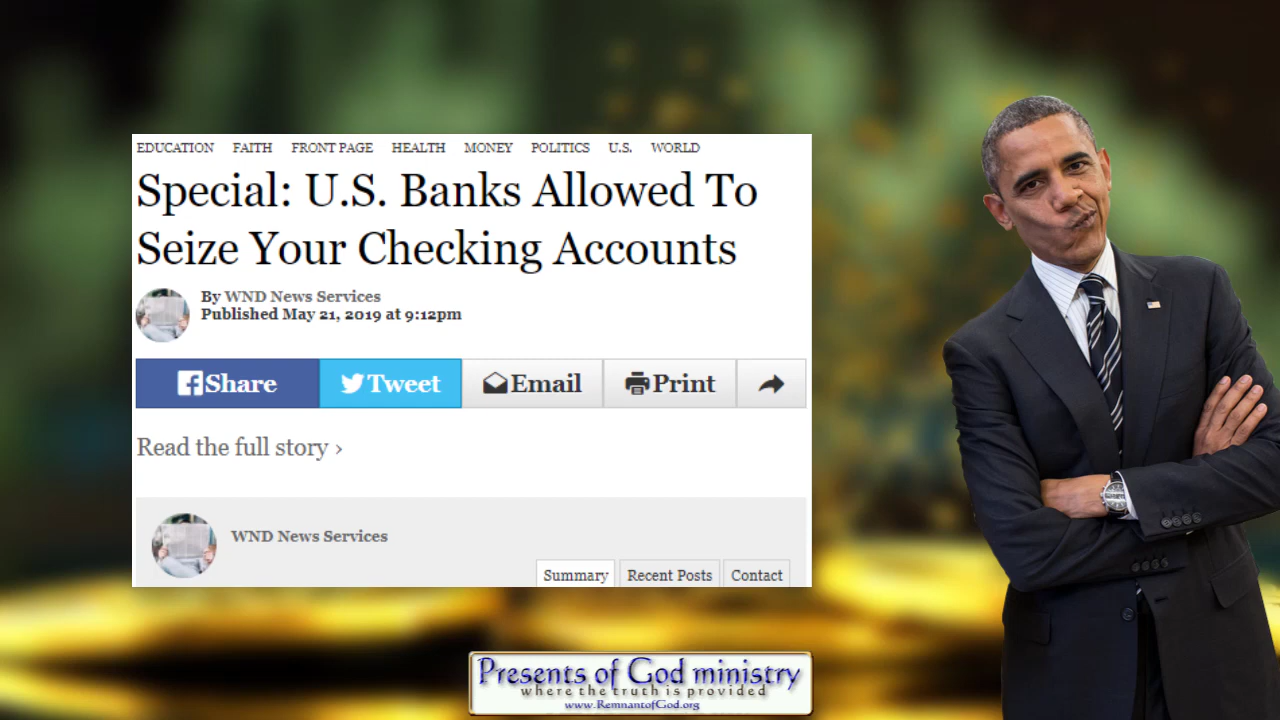 EDUCATION FAITH FRONT PAGE HEALTH MONEY POLITICS U.S. WORLD
Special: U.S. Banks Allowed To
Seize Your Checking Accounts
By WND News Services
Published May 21, 2019 at 9:12pm
Share Tweet Email Print
Read the full story ›
WND News Services
Summary Recent Posts Contact
Presents of God ministry
where the truth is provided
www.RemnantofGod.org